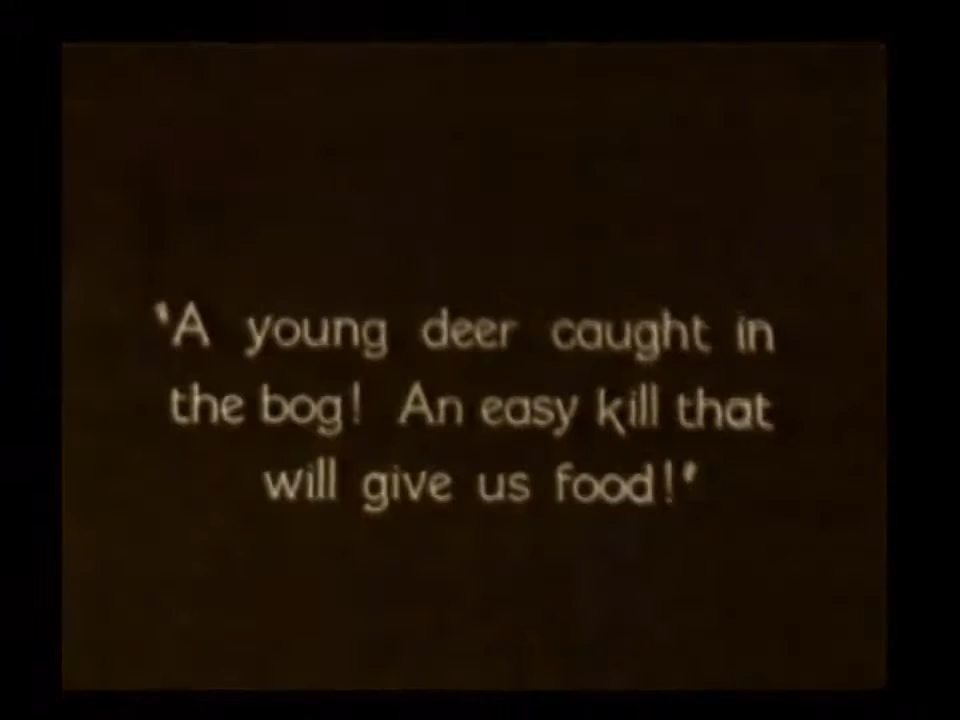 'A young deer caught in
the bog! An easy kill that
will give us food!'